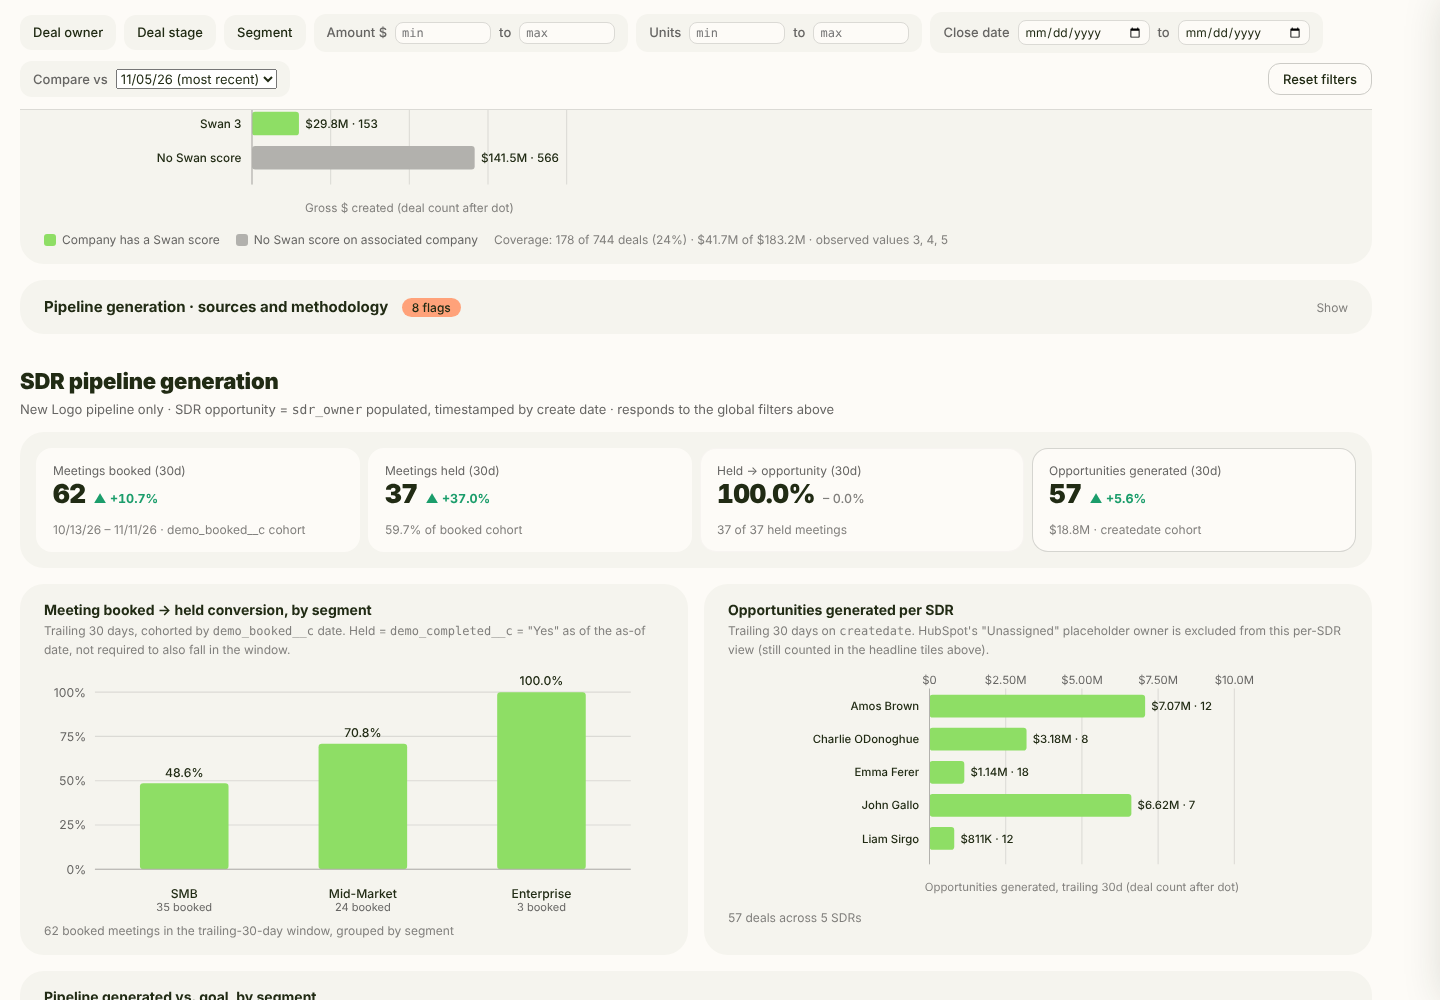 Deal owner Deal stage Segment Amount $ min to max Units min to max Close date mm/dd/yyyy to mm/dd/yyyy
Compare vs 11/05/26 (most recent) Reset filters
Swan 3 $29.8M · 153
No Swan score $141.5M · 566
Gross $ created (deal count after dot)
Company has a Swan score No Swan score on associated company Coverage: 178 of 744 deals (24%) · $41.7M of $183.2M · observed values 3, 4, 5
Pipeline generation · sources and methodology 8 flags Show
SDR pipeline generation
New Logo pipeline only · SDR opportunity = sdr_owner populated, timestamped by create date · responds to the global filters above
Meetings booked (30d)
62 ▲ +10.7%
10/13/26 – 11/11/26 · demo_booked__c cohort
Meetings held (30d)
37 ▲ +37.0%
59.7% of booked cohort
Held → opportunity (30d)
100.0% – 0.0%
37 of 37 held meetings
Opportunities generated (30d)
57 ▲ +5.6%
$18.8M · createdate cohort
Meeting booked → held conversion, by segment
Trailing 30 days, cohorted by demo_booked__c date. Held = demo_completed__c = "Yes" as of the as-of
date, not required to also fall in the window.
100%
75%
50%
25%
0%
48.6%
70.8%
100.0%
SMB
35 booked
Mid-Market
24 booked
Enterprise
3 booked
62 booked meetings in the trailing-30-day window, grouped by segment
Opportunities generated per SDR
Trailing 30 days on createdate. HubSpot's "Unassigned" placeholder owner is excluded from this per-SDR
view (still counted in the headline tiles above).
$0 $2.50M $5.00M $7.50M $10.0M
Amos Brown $7.07M · 12
Charlie ODonoghue $3.18M · 8
Emma Ferer $1.14M · 18
John Gallo $6.62M · 7
Liam Sirgo $811K · 12
Opportunities generated, trailing 30d (deal count after dot)
57 deals across 5 SDRs
Pipeline generated vs. goal, by segment